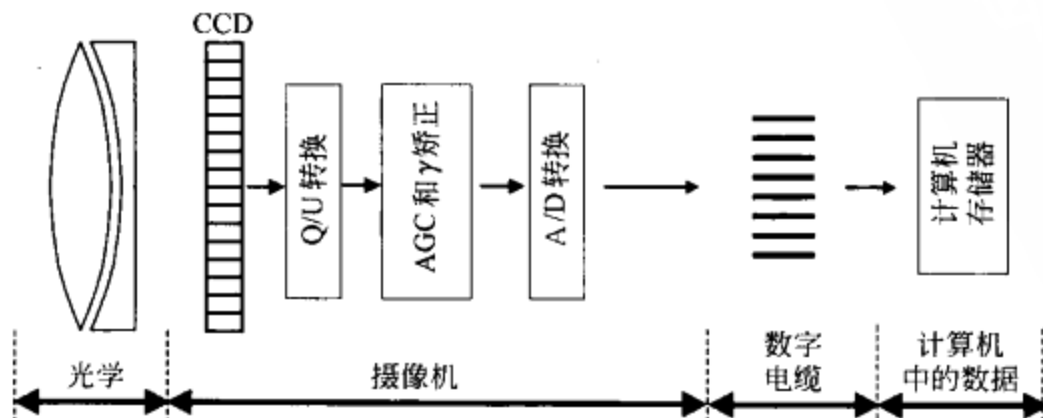 CCD
Q/U 转换
AGC 和 γ 矫正
A/D 转换
计算机
存储器
光学
摄像机
数字
电缆
计算机
中的数据